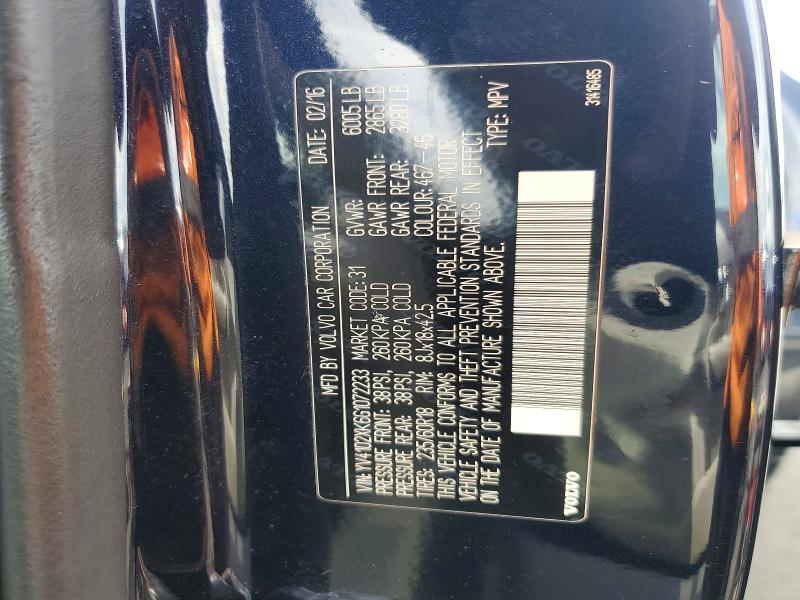 MFD BY VOLVO CAR CORPORATION DATE: 02/16
VIN: YV4102XKGG1072233 MARKET CODE: 31 GVWR: 6005 LB
PRESSURE FRONT: 38PSI, 260KPA COLD GAWR FRONT: 2865 LB
PRESSURE REAR: 38PSI, 260KPA COLD GAWR REAR: 3280 LB
TIRES: 235/60R18 RIM: 8Jx18x42.5 COLOUR: 467-46
THIS VEHICLE CONFORMS TO ALL APPLICABLE FEDERAL MOTOR
VEHICLE SAFETY AND THEFT PREVENTION STANDARDS IN EFFECT
ON THE DATE OF MANUFACTURE SHOWN ABOVE. TYPE: MPV
VOLVO 31416485